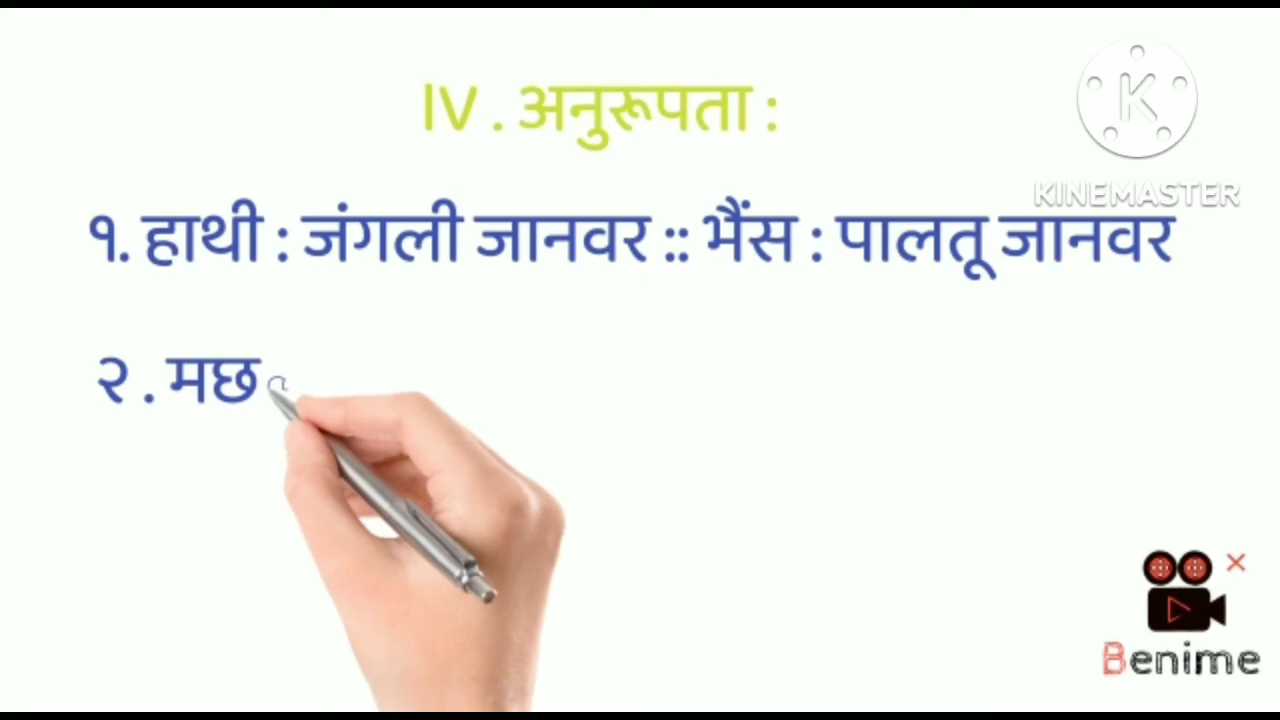 IV . अनुरूपता :
KINEMASTER
१. हाथी : जंगली जानवर :: भैंस : पालतू जानवर
२ . मछ
Benime